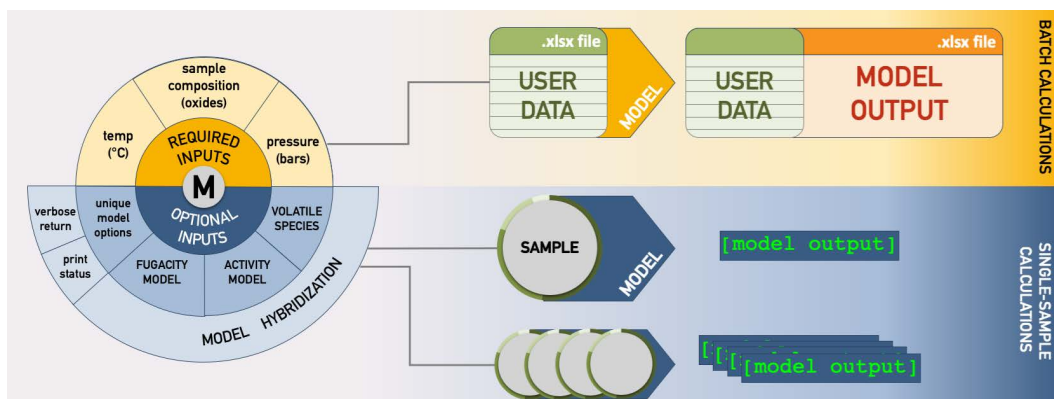 sample
composition
(oxides)
temp
(°C)
REQUIRED
INPUTS
pressure
(bars)
M
verbose
return
print
status
unique
model
options
OPTIONAL
INPUTS
VOLATILE
SPECIES
FUGACITY
MODEL
ACTIVITY
MODEL
MODEL HYBRIDIZATION
.xlsx file
USER
DATA
MODEL
.xlsx file
USER
DATA
MODEL
OUTPUT
BATCH CALCULATIONS
SAMPLE
MODEL
[model output]
[
[
[
[model output]
SINGLE-SAMPLE
CALCULATIONS